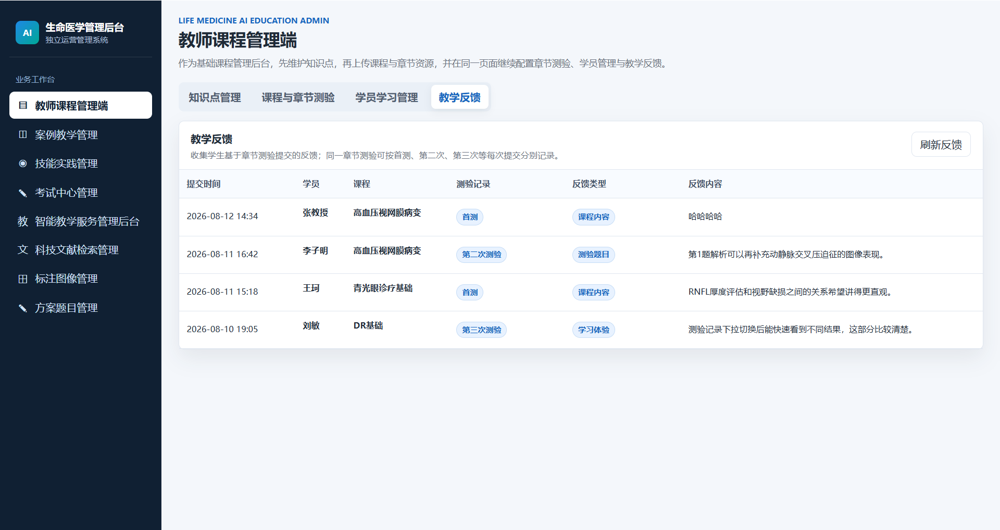 AI
生命医学管理后台
独立运营管理系统
业务工作台
教师课程管理端
案例教学管理
技能实践管理
考试中心管理
教 智能教学服务管理后台
文 科技文献检索管理
标注图像管理
方案题目管理
LIFE MEDICINE AI EDUCATION ADMIN
教师课程管理端
作为基础课程管理后台，先维护知识点，再上传课程与章节资源，并在同一页面继续配置章节测验、学员管理与教学反馈。
知识点管理 课程与章节测验 学员学习管理 教学反馈
教学反馈
收集学生基于章节测验提交的反馈；同一章节测验可按首测、第二次、第三次等每次提交分别记录。
刷新反馈
提交时间 学员 课程 测验记录 反馈类型 反馈内容
2026-08-12 14:34 张教授 高血压视网膜病变 首测 课程内容 哈哈哈哈
2026-08-11 16:42 李子明 高血压视网膜病变 第二次测验 测验题目 第1题解析可以再补充动静脉交叉压迫征的图像表现。
2026-08-11 15:18 王珂 青光眼诊疗基础 首测 课程内容 RNFL厚度评估和视野缺损之间的关系希望讲得更直观。
2026-08-10 19:05 刘敏 DR基础 第三次测验 学习体验 测验记录下拉切换后能快速看到不同结果，这部分比较清楚。